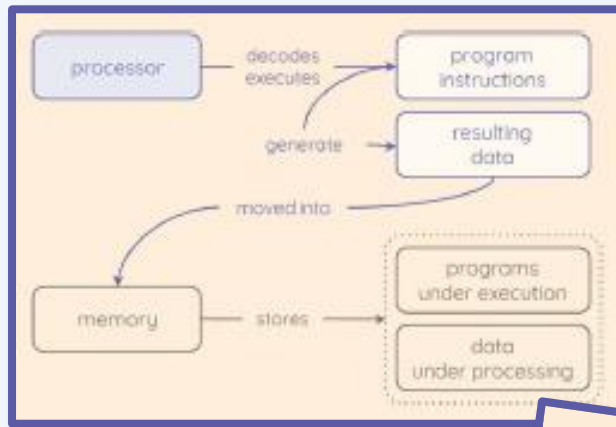 processor
decodes
executes
program
instructions
generate
resulting
data
moved into
memory
stores
programs
under execution
data
under processing